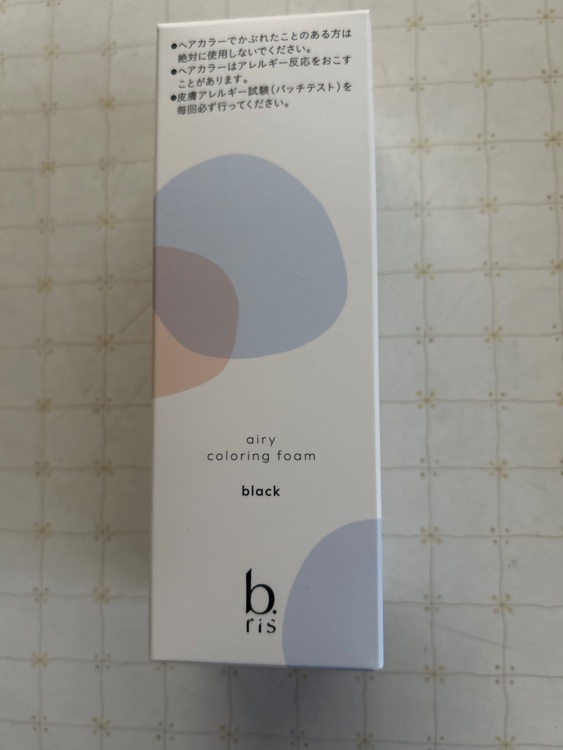 ●ヘアカラーでかぶれたことのある方は
絶対に使用しないでください。
●ヘアカラーはアレルギー反応をおこす
ことがあります。
●皮膚アレルギー試験(パッチテスト)を
毎回必ず行ってください。
airy
coloring foam
black
b.
ris